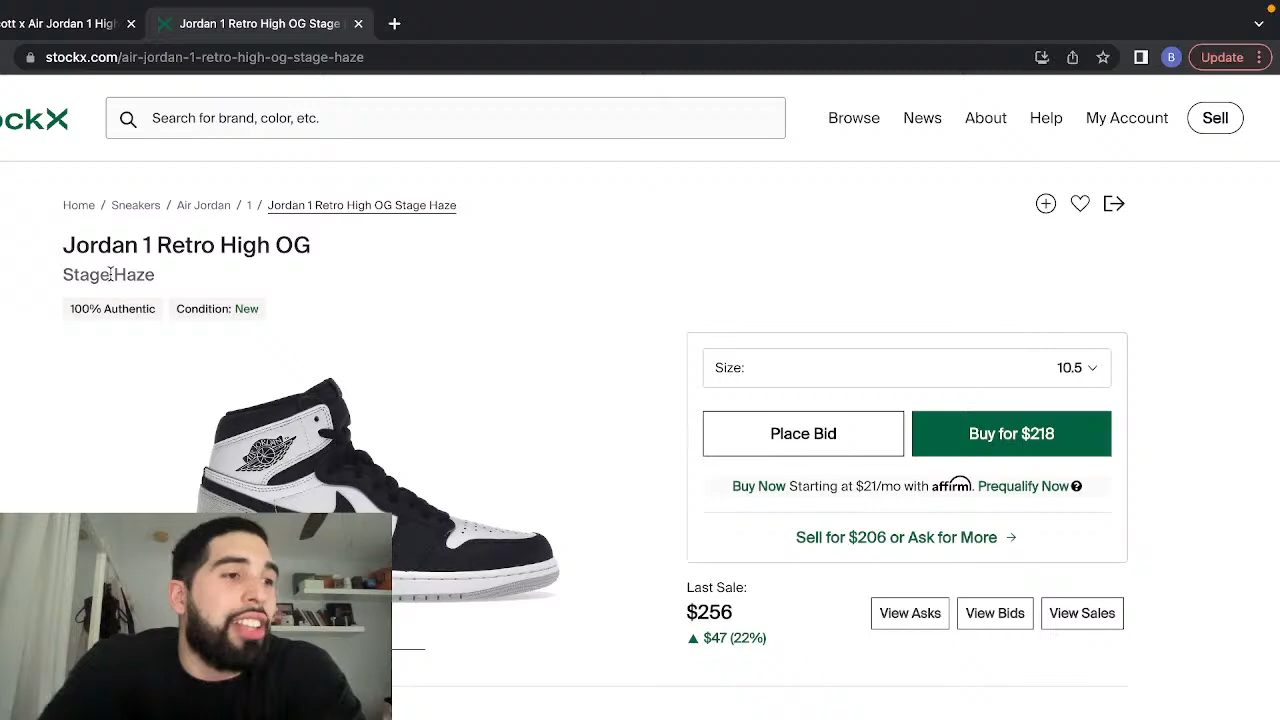 ott x Air Jordan 1 High
Jordan 1 Retro High OG Stage
stockx.com/air-jordan-1-retro-high-og-stage-haze
B
Update
ockX
Search for brand, color, etc.
Browse
News
About
Help
My Account
Sell
Home / Sneakers / Air Jordan / 1 / Jordan 1 Retro High OG Stage Haze
Jordan 1 Retro High OG
Stage Haze
100% Authentic
Condition: New
Size:
10.5
Place Bid
Buy for $218
Buy Now Starting at $21/mo with affirm. Prequalify Now
Sell for $206 or Ask for More
Last Sale:
$256
$47 (22%)
View Asks
View Bids
View Sales